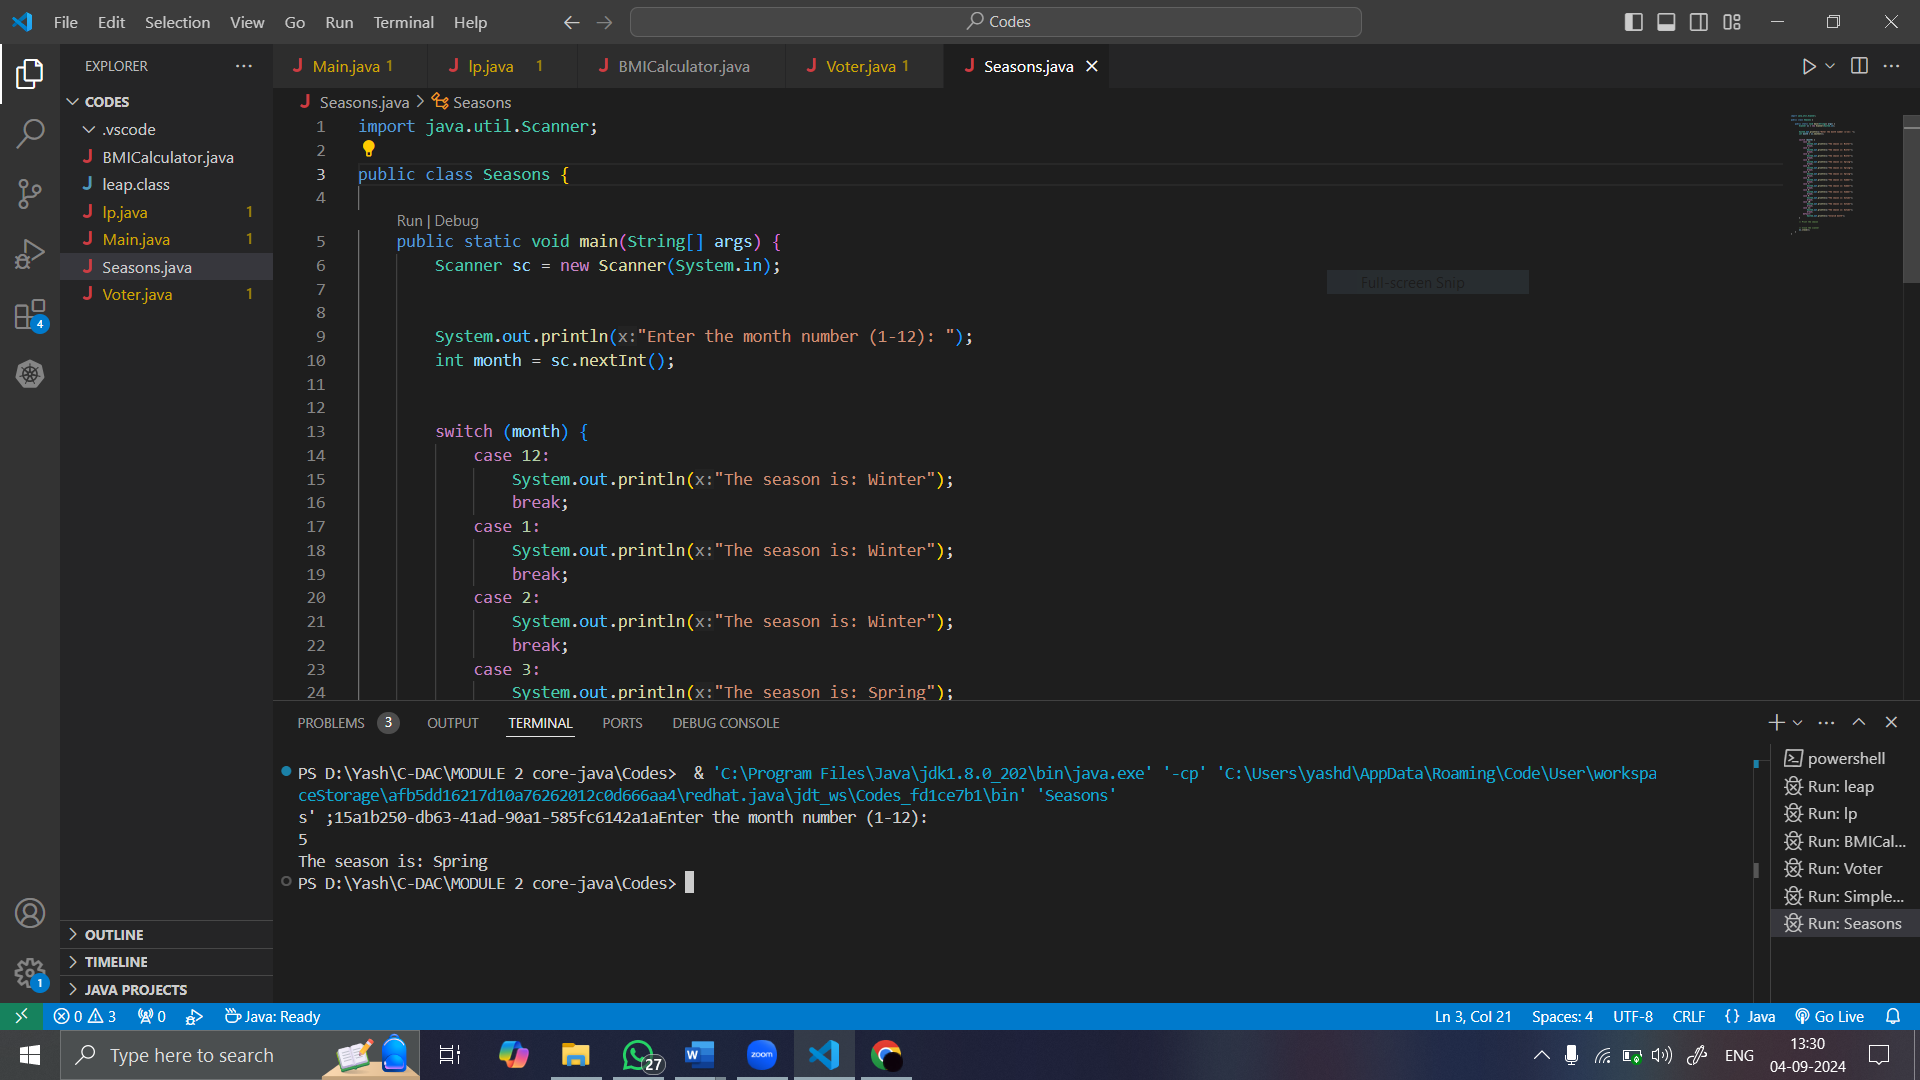 File Edit Selection View Go Run Terminal Help
Codes
EXPLORER
CODES
.vscode
BMICalculator.java
leap.class
lp.java 1
Main.java 1
Seasons.java
Voter.java 1
OUTLINE
TIMELINE
JAVA PROJECTS
4
1
Main.java 1 lp.java 1 BMICalculator.java Voter.java 1 Seasons.java
Seasons.java > Seasons
1 import java.util.Scanner;
2
3 public class Seasons {
4
Run | Debug
5 public static void main(String[] args) {
6 Scanner sc = new Scanner(System.in);
7
8
9 System.out.println(x:"Enter the month number (1-12): ");
10 int month = sc.nextInt();
11
12
13 switch (month) {
14 case 12:
15 System.out.println(x:"The season is: Winter");
16 break;
17 case 1:
18 System.out.println(x:"The season is: Winter");
19 break;
20 case 2:
21 System.out.println(x:"The season is: Winter");
22 break;
23 case 3:
24 System.out.println(x:"The season is: Spring");
Full-screen Snip
PROBLEMS 3 OUTPUT TERMINAL PORTS DEBUG CONSOLE
PS D:\Yash\C-DAC\MODULE 2 core-java\Codes> & 'C:\Program Files\Java\jdk1.8.0_202\bin\java.exe' '-cp' 'C:\Users\yashd\AppData\Roaming\Code\User\workspa
ceStorage\afb5dd16217d10a76262012c0d666aa4\redhat.java\jdt_ws\Codes_fd1ce7b1\bin' 'Seasons'
s' ;15a1b250-db63-41ad-90a1-585fc6142a1aEnter the month number (1-12):
5
The season is: Spring
PS D:\Yash\C-DAC\MODULE 2 core-java\Codes>
powershell
Run: leap
Run: lp
Run: BMICal...
Run: Voter
Run: Simple...
Run: Seasons
0 3 0 Java: Ready Ln 3, Col 21 Spaces: 4 UTF-8 CRLF {} Java Go Live
Type here to search
27
W
zoom
ENG
13:30
04-09-2024